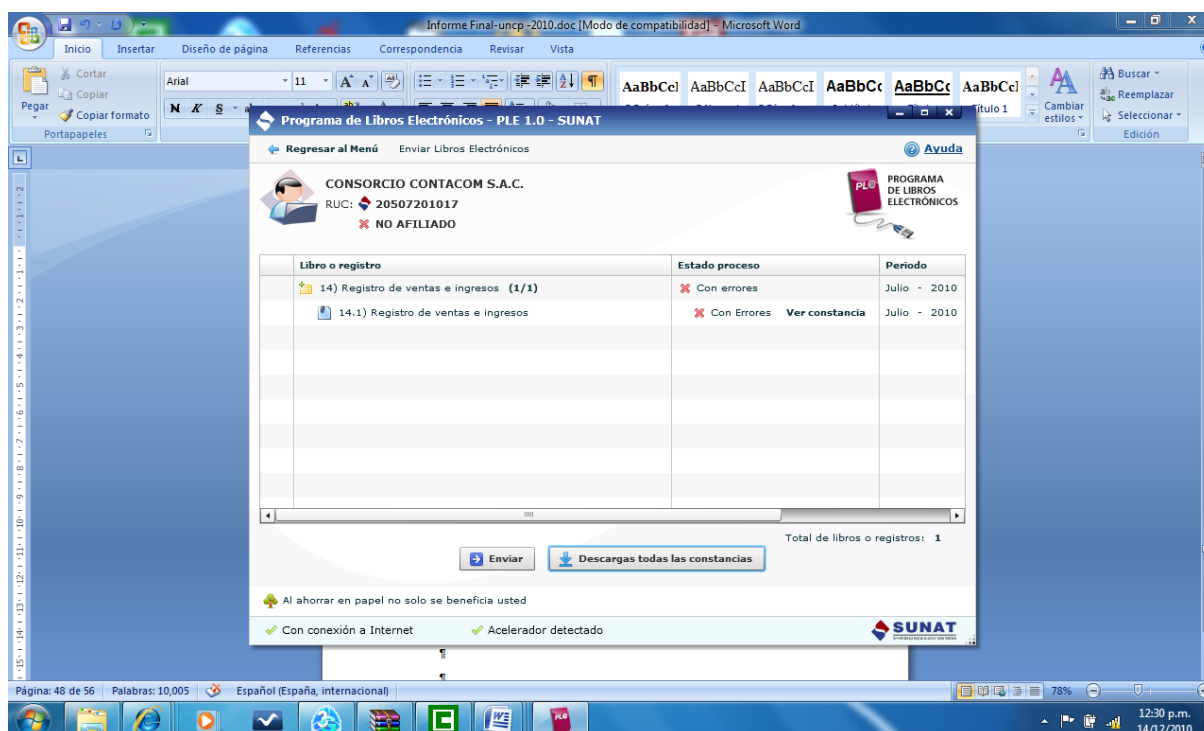 Informe Final-uncp -2010.doc [Modo de compatibilidad] - Microsoft Word
Inicio Insertar Diseño de página Referencias Correspondencia Revisar Vista
Pegar
Cortar
Copiar
Copiar formato
Portapapeles
Arial 11
N K S
AaBbCcI AaBbCcI AaBbCcI AaBbCc AaBbCc AaBbCcI
Título 1
Cambiar estilos
Buscar
Reemplazar
Seleccionar
Edición
Programa de Libros Electrónicos - PLE 1.0 - SUNAT
Regresar al Menú Enviar Libros Electrónicos Ayuda
CONSORCIO CONTACOM S.A.C.
RUC: 20507201017
NO AFILIADO
PLe
PROGRAMA
DE LIBROS
ELECTRÓNICOS
Libro o registro Estado proceso Periodo
14) Registro de ventas e ingresos (1/1) Con errores Julio - 2010
14.1) Registro de ventas e ingresos Con Errores Ver constancia Julio - 2010
Total de libros o registros: 1
Enviar Descargas todas las constancias
Al ahorrar en papel no solo se beneficia usted
Con conexión a Internet Acelerador detectado
SUNAT
Página: 48 de 56 Palabras: 10,005 Español (España, internacional) 78%
12:30 p.m.
14/12/2010